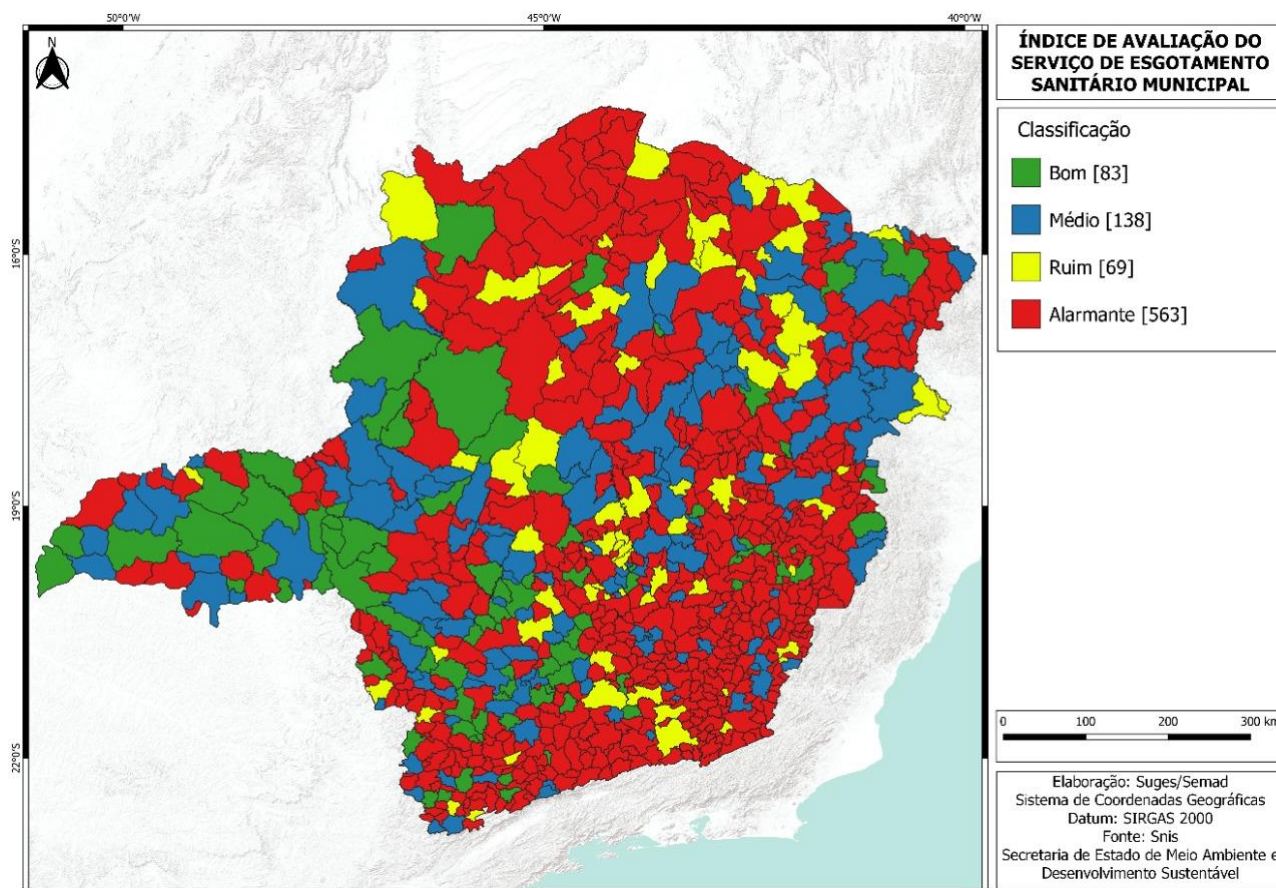 50°0'W 45°0'W 40°0'W
N
16°0'S
19°0'S
22°0'S
ÍNDICE DE AVALIAÇÃO DO
SERVIÇO DE ESGOTAMENTO
SANITÁRIO MUNICIPAL
Classificação
Bom [83]
Médio [138]
Ruim [69]
Alarmante [563]
0 100 200 300 km
Elaboração: Suges/Semad
Sistema de Coordenadas Geográficas
Datum: SIRGAS 2000
Fonte: Snis
Secretaria de Estado de Meio Ambiente e
Desenvolvimento Sustentável